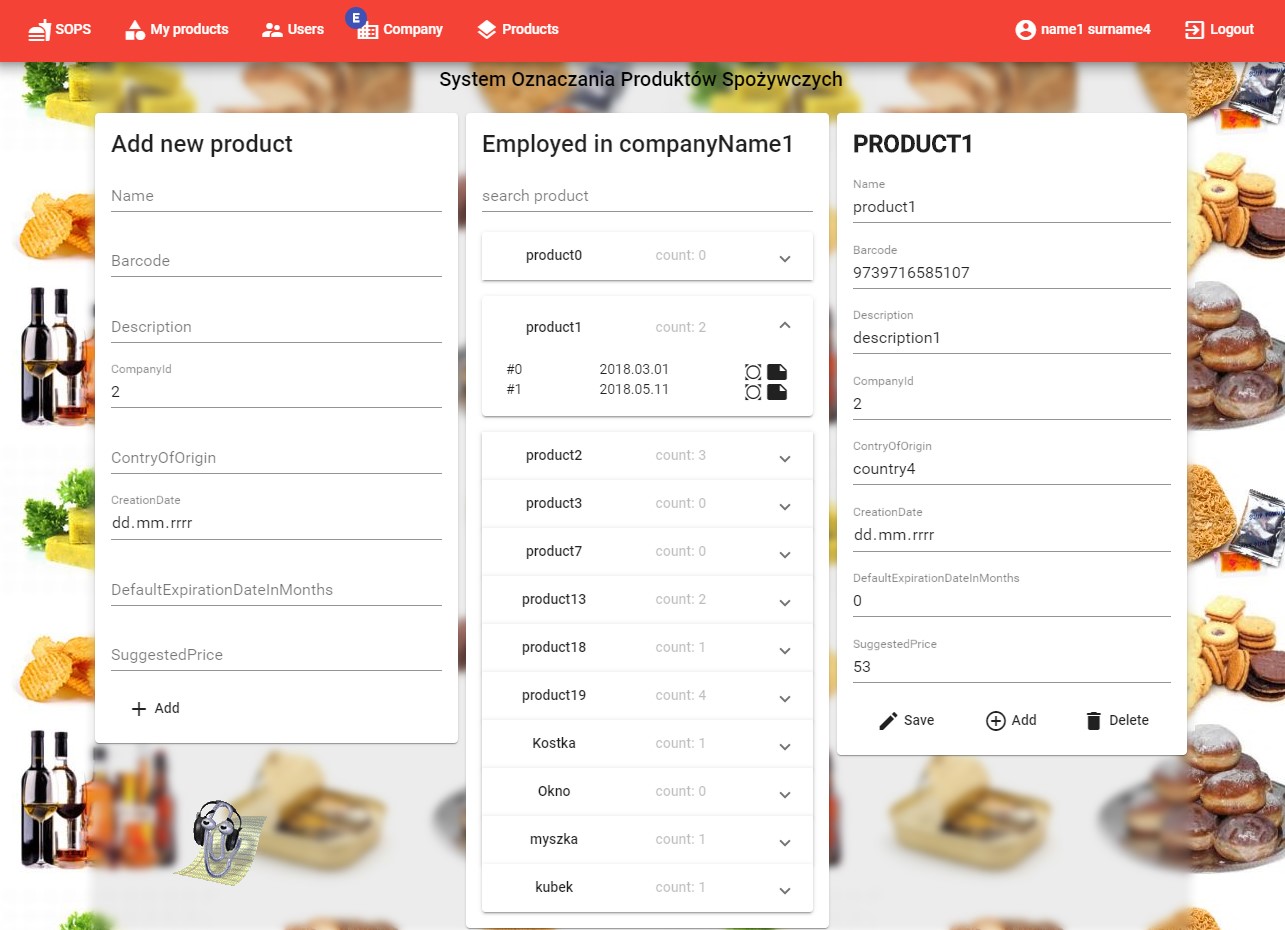 SOPS My products Users E Company Products name1 surname4 Logout
System Oznaczania Produktów Spożywczych
Add new product
Name
Barcode
Description
CompanyId
2
ContryOfOrigin
CreationDate
dd.mm.rrrr
DefaultExpirationDateInMonths
SuggestedPrice
Add
Employed in companyName1
search product
product0 count: 0
product1 count: 2
#0 2018.03.01
#1 2018.05.11
product2 count: 3
product3 count: 0
product7 count: 0
product13 count: 2
product18 count: 1
product19 count: 4
Kostka count: 1
Okno count: 0
myszka count: 1
kubek count: 1
PRODUCT1
Name
product1
Barcode
9739716585107
Description
description1
CompanyId
2
ContryOfOrigin
country4
CreationDate
dd.mm.rrrr
DefaultExpirationDateInMonths
0
SuggestedPrice
53
Save Add Delete